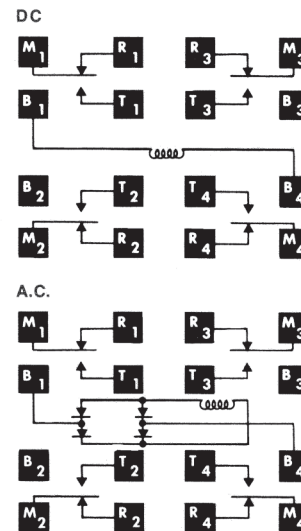 DC
M1 R1 R3 M3
B1 T1 T3 B3
B2 T2 T4 B4
M2 R2 R4 M4
A.C.
M1 R1 R3 M3
B1 T1 T3 B3
B2 T2 T4 B4
M2 R2 R4 M4